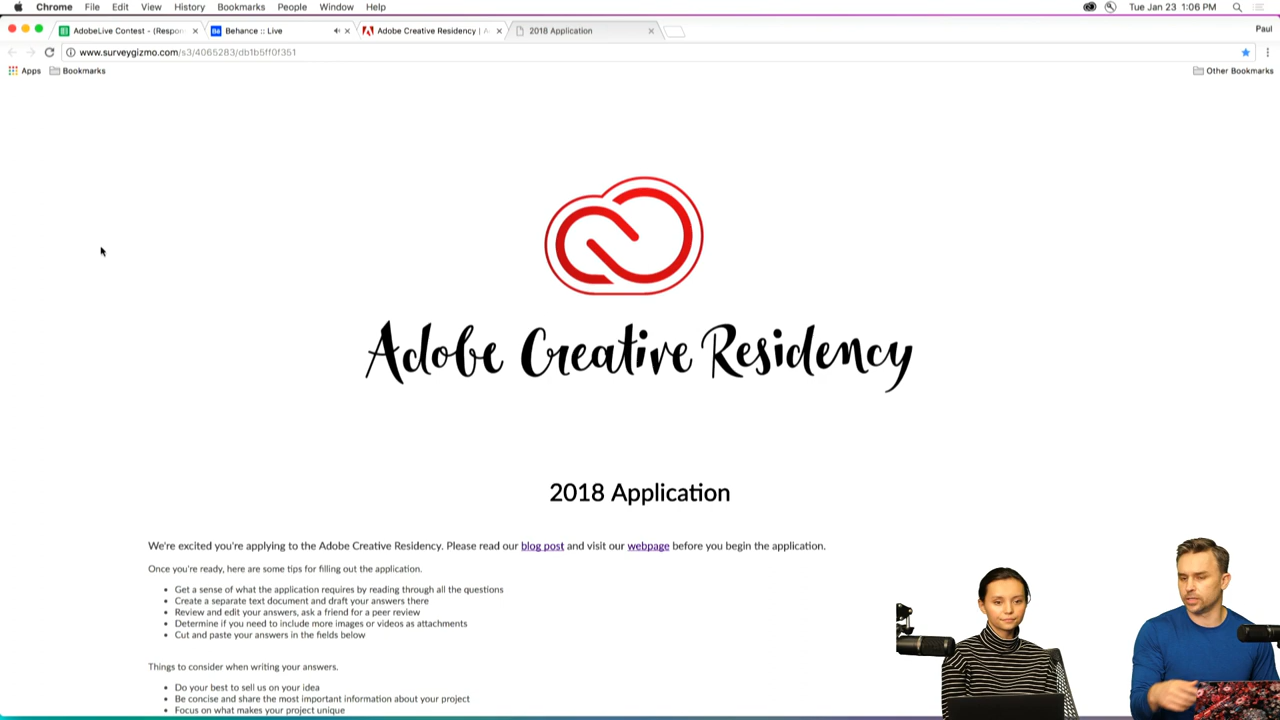 Chrome File Edit View History Bookmarks People Window Help Tue Jan 23 1:06 PM
AdobeLive Contest - (Respon Behance :: Live Adobe Creative Residency | A 2018 Application Paul
www.surveygizmo.com/s3/4065283/db1b5ff0f351
Apps Bookmarks Other Bookmarks
Adobe Creative Residency
2018 Application
We're excited you're applying to the Adobe Creative Residency. Please read our blog post and visit our webpage before you begin the application.
Once you're ready, here are some tips for filling out the application.
• Get a sense of what the application requires by reading through all the questions
• Create a separate text document and draft your answers there
• Review and edit your answers, ask a friend for a peer review
• Determine if you need to include more images or videos as attachments
• Cut and paste your answers in the fields below
Things to consider when writing your answers.
• Do your best to sell us on your idea
• Be concise and share the most important information about your project
• Focus on what makes your project unique